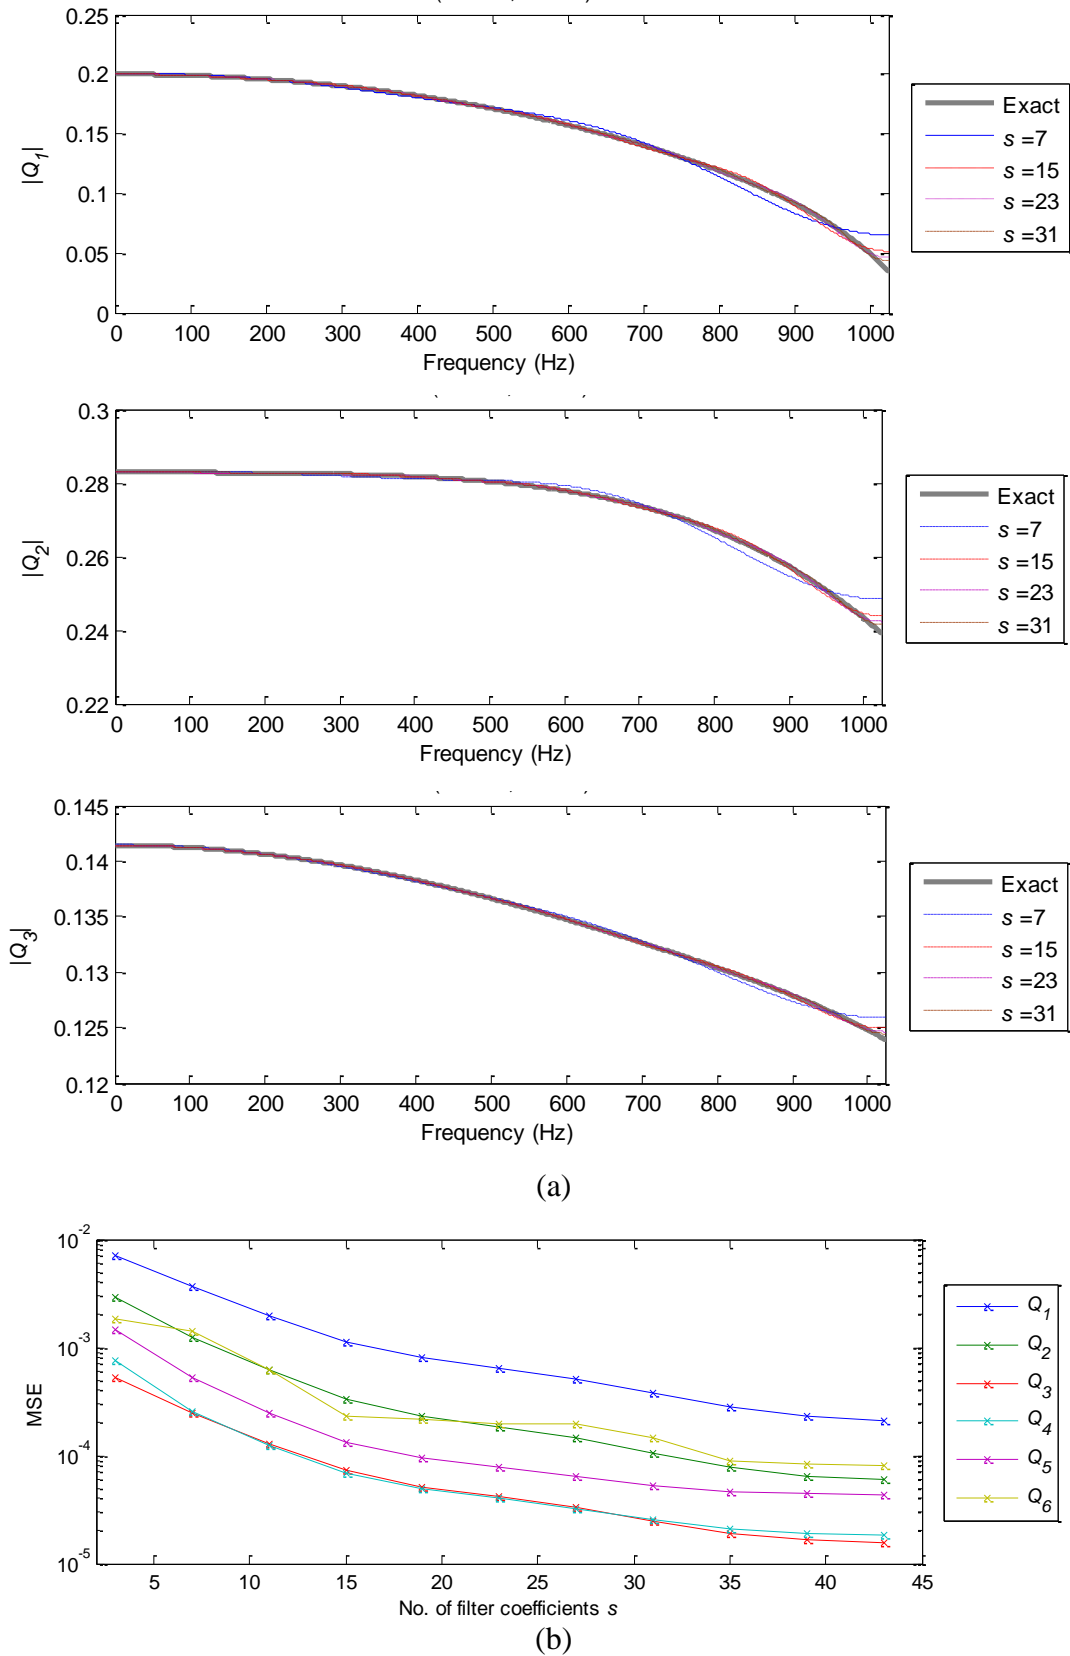 0.25
0.2
0.15
0.1
0.05
0
|Q1|
0 100 200 300 400 500 600 700 800 900 1000
Frequency (Hz)
Exact
s =7
s =15
s =23
s =31
0.3
0.28
0.26
0.24
0.22
|Q2|
0 100 200 300 400 500 600 700 800 900 1000
Frequency (Hz)
Exact
s =7
s =15
s =23
s =31
0.145
0.14
0.135
0.13
0.125
0.12
|Q3|
0 100 200 300 400 500 600 700 800 900 1000
Frequency (Hz)
Exact
s =7
s =15
s =23
s =31
(a)
10-2
10-3
10-4
10-5
MSE
5 10 15 20 25 30 35 40 45
No. of filter coefficients s
Q1
Q2
Q3
Q4
Q5
Q6
(b)